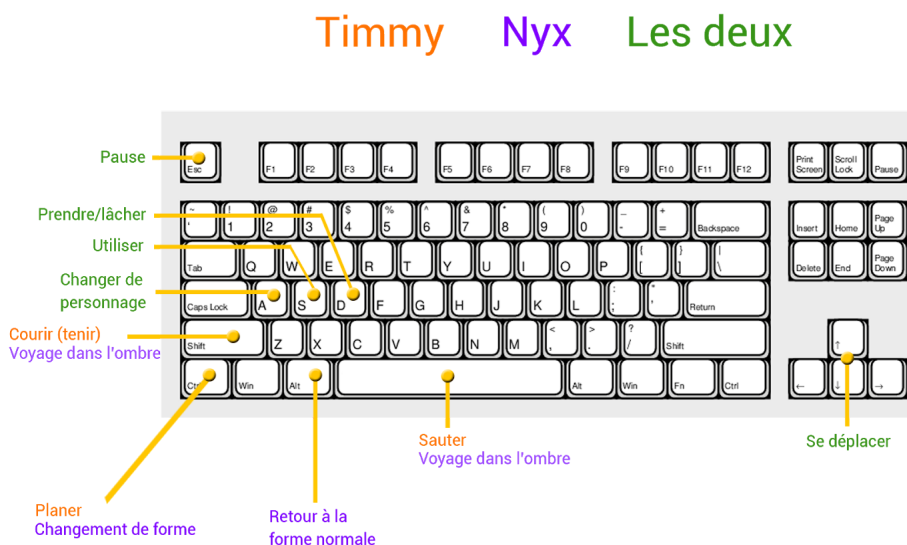 Timmy Nyx Les deux
Pause
Esc F1 F2 F3 F4 F5 F6 F7 F8 F9 F10 F11 F12 Print Screen Scroll Lock Pause
Prendre/lâcher
~ ' ! 1 @ 2 # 3 $ 4 % 5 ^ 6 & 7 * 8 ( 9 ) 0 _ - + = Backspace Insert Home Page Up
Utiliser
Tab Q W E R T Y U I O P { [ } ] | \ Delete End Page Down
Changer de
personnage
Caps Lock A S D F G H J K L : ; " ' Return
Courir (tenir)
Voyage dans l'ombre
Shift Z X C V B N M < , > . ? / Shift ↑
Ctrl Win Alt Alt Win Fn Ctrl ← ↓ →
Sauter
Voyage dans l'ombre
Se déplacer
Planer
Changement de forme
Retour à la
forme normale